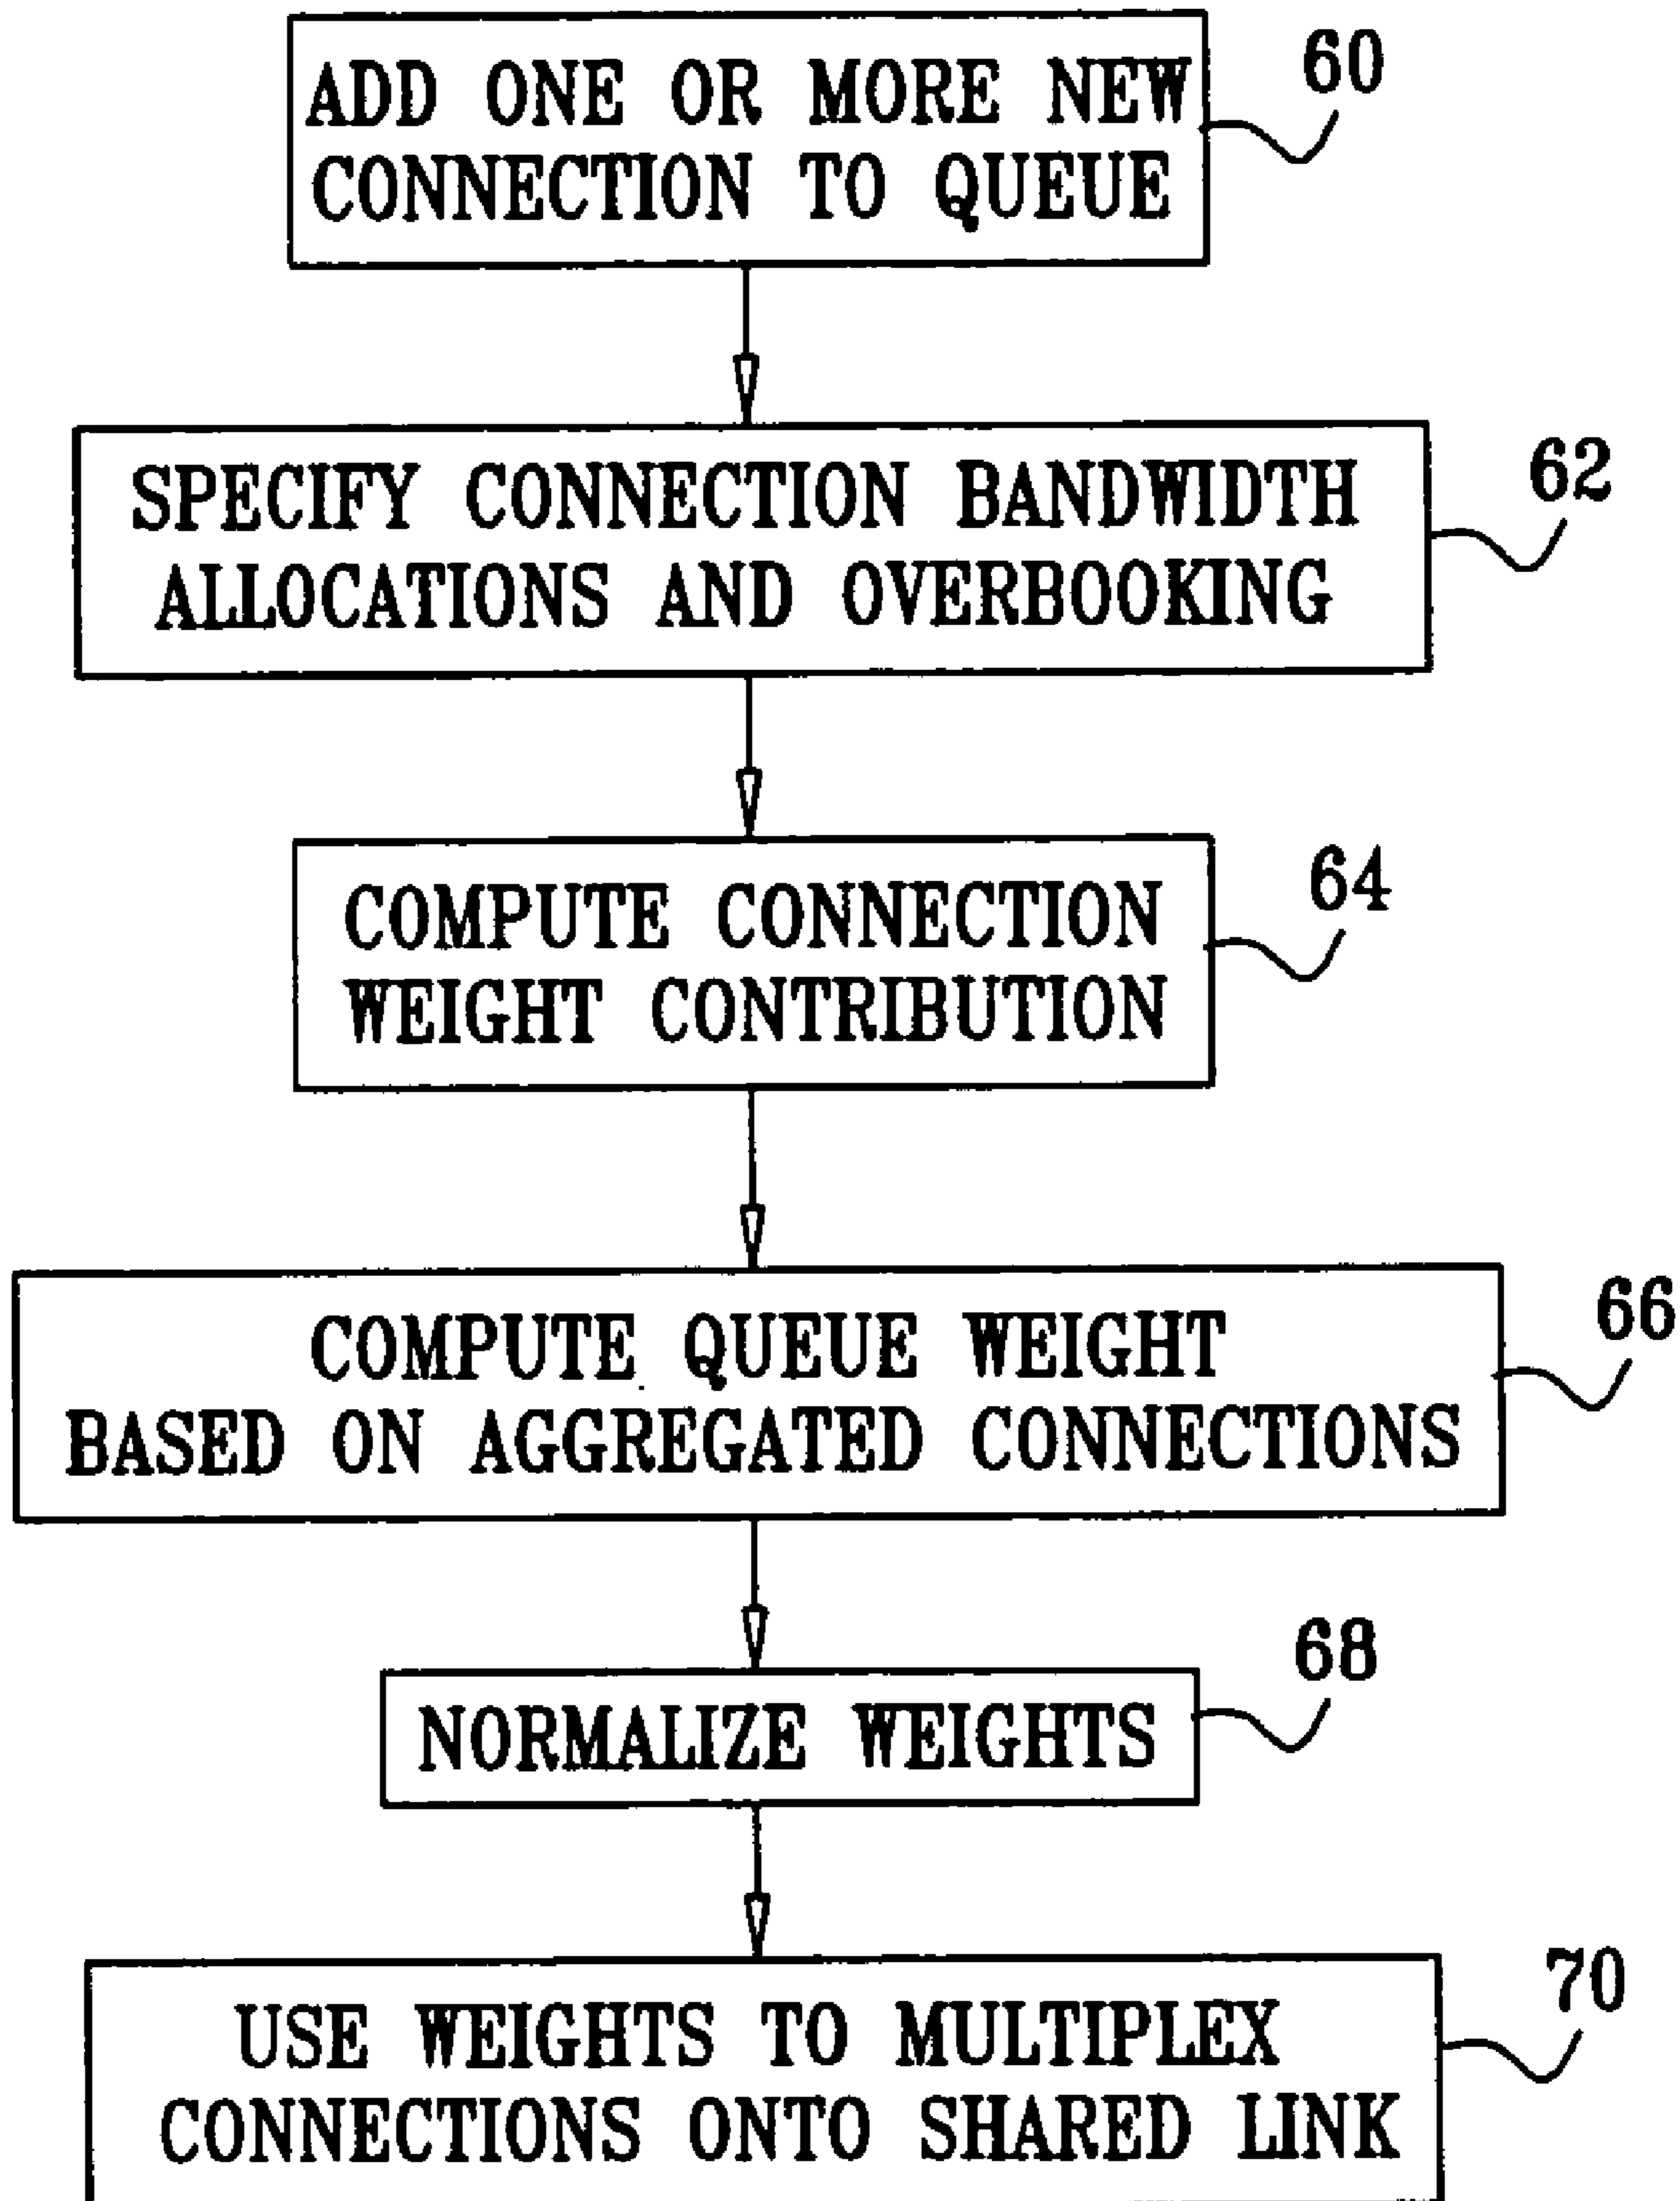 ADD ONE OR MORE NEW
CONNECTION TO QUEUE
60
SPECIFY CONNECTION BANDWIDTH
ALLOCATIONS AND OVERBOOKING
62
COMPUTE CONNECTION
WEIGHT CONTRIBUTION
64
COMPUTE QUEUE WEIGHT
BASED ON AGGREGATED CONNECTIONS
66
NORMALIZE WEIGHTS
68
USE WEIGHTS TO MULTIPLEX
CONNECTIONS ONTO SHARED LINK
70